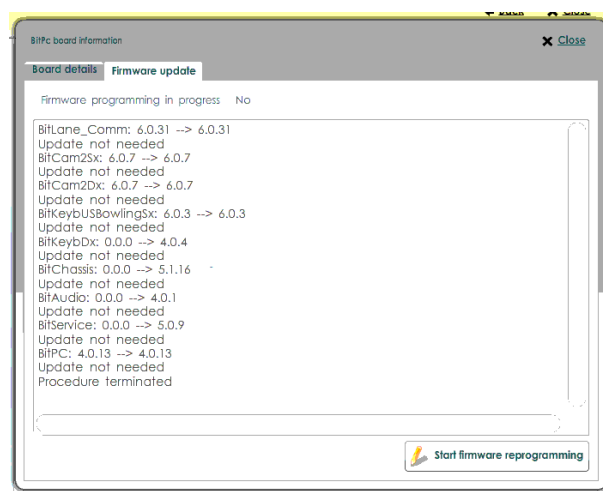 Back Close
BitPc board information
Close
Board details Firmware update
Firmware programming in progress No
BitLane_Comm: 6.0.31 --> 6.0.31
Update not needed
BitCam2Sx: 6.0.7 --> 6.0.7
Update not needed
BitCam2Dx: 6.0.7 --> 6.0.7
Update not needed
BitKeybUSBowlingSx: 6.0.3 --> 6.0.3
Update not needed
BitKeybDx: 0.0.0 --> 4.0.4
Update not needed
BitChassis: 0.0.0 --> 5.1.16
Update not needed
BitAudio: 0.0.0 --> 4.0.1
Update not needed
BitService: 0.0.0 --> 5.0.9
Update not needed
BitPC: 4.0.13 --> 4.0.13
Update not needed
Procedure terminated
Start firmware reprogramming